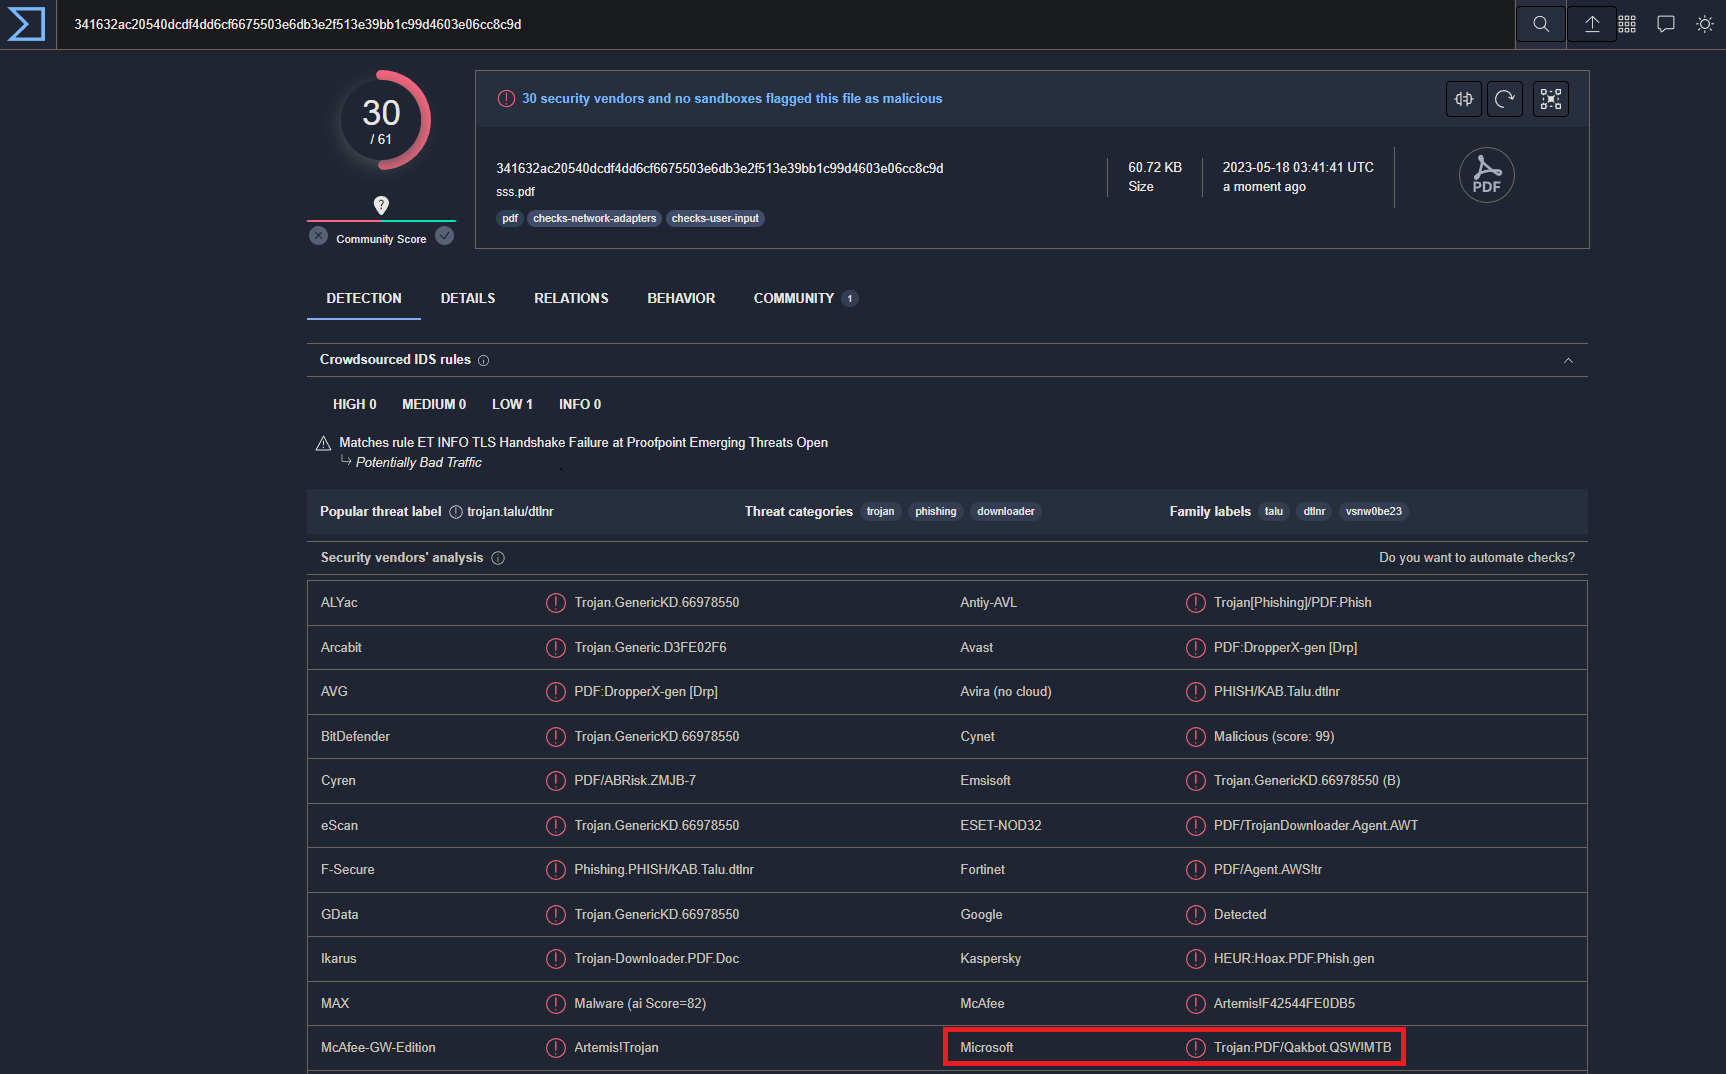 341632ac20540dcdf4dd6cf6675503e6db3e2f513e39bb1c99d4603e06cc8c9d
30
/ 61
Community Score
30 security vendors and no sandboxes flagged this file as malicious
341632ac20540dcdf4dd6cf6675503e6db3e2f513e39bb1c99d4603e06cc8c9d
sss.pdf
pdf checks-network-adapters checks-user-input
60.72 KB
Size
2023-05-18 03:41:41 UTC
a moment ago
PDF
DETECTION DETAILS RELATIONS BEHAVIOR COMMUNITY 1
Crowdsourced IDS rules
HIGH 0 MEDIUM 0 LOW 1 INFO 0
Matches rule ET INFO TLS Handshake Failure at Proofpoint Emerging Threats Open
Potentially Bad Traffic
Popular threat label trojan.talu/dtlnr Threat categories trojan phishing downloader Family labels talu dtlnr vsnw0be23
Security vendors' analysis Do you want to automate checks?
ALYac Trojan.GenericKD.66978550 Antiy-AVL Trojan[Phishing]/PDF.Phish
Arcabit Trojan.Generic.D3FE02F6 Avast PDF:DropperX-gen [Drp]
AVG PDF:DropperX-gen [Drp] Avira (no cloud) PHISH/KAB.Talu.dtlnr
BitDefender Trojan.GenericKD.66978550 Cynet Malicious (score: 99)
Cyren PDF/ABRisk.ZMJB-7 Emsisoft Trojan.GenericKD.66978550 (B)
eScan Trojan.GenericKD.66978550 ESET-NOD32 PDF/TrojanDownloader.Agent.AWT
F-Secure Phishing.PHISH/KAB.Talu.dtlnr Fortinet PDF/Agent.AWS!tr
GData Trojan.GenericKD.66978550 Google Detected
Ikarus Trojan-Downloader.PDF.Doc Kaspersky HEUR:Hoax.PDF.Phish.gen
MAX Malware (ai Score=82) McAfee Artemis!F42544FE0DB5
McAfee-GW-Edition Artemis!Trojan Microsoft Trojan:PDF/Qakbot.QSW!MTB